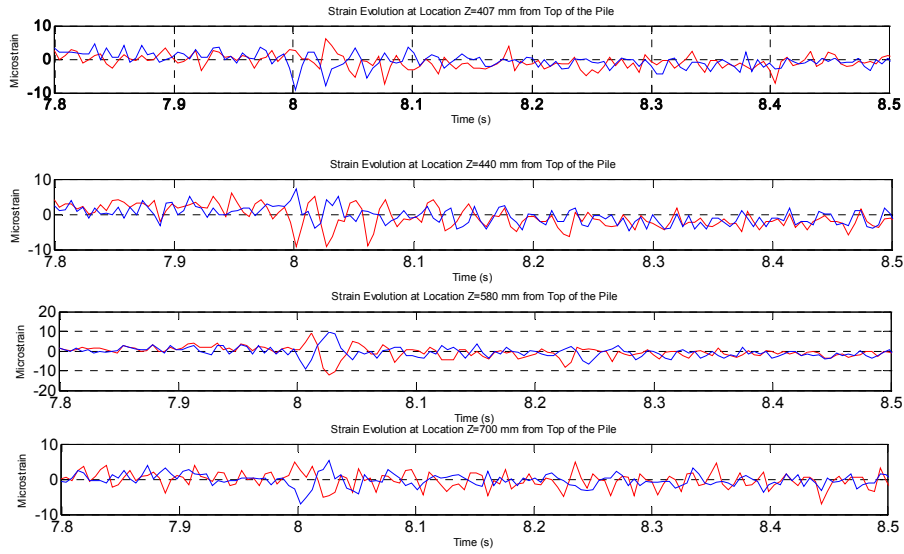 Strain Evolution at Location Z=407 mm from Top of the Pile
Microstrain
10
0
-10
7.8 7.9 8 8.1 8.2 8.3 8.4 8.5
Time (s)
Strain Evolution at Location Z=440 mm from Top of the Pile
Microstrain
10
0
-10
7.8 7.9 8 8.1 8.2 8.3 8.4 8.5
Time (s)
Strain Evolution at Location Z=580 mm from Top of the Pile
Microstrain
20
10
0
-10
-20
7.8 7.9 8 8.1 8.2 8.3 8.4 8.5
Time (s)
Strain Evolution at Location Z=700 mm from Top of the Pile
Microstrain
10
0
-10
7.8 7.9 8 8.1 8.2 8.3 8.4 8.5
Time (s)